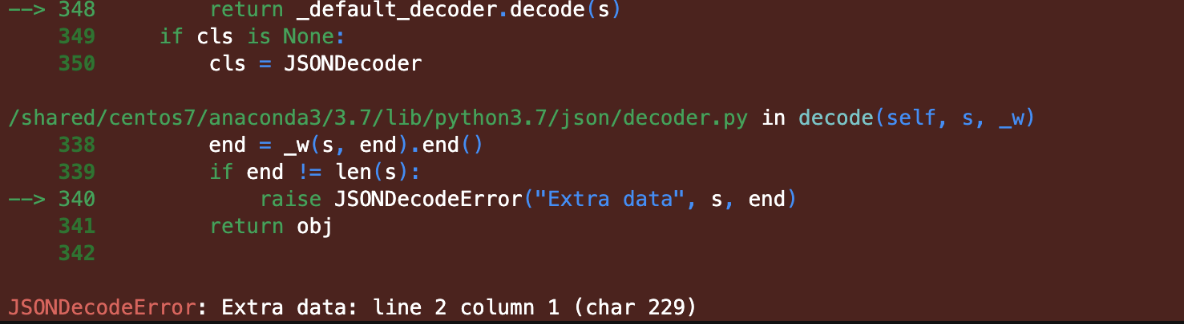 --> 348         return _default_decoder.decode(s)
    349     if cls is None:
    350         cls = JSONDecoder
/shared/centos7/anaconda3/3.7/lib/python3.7/json/decoder.py in decode(self, s, _w)
    338         end = _w(s, end).end()
    339         if end != len(s):
--> 340             raise JSONDecodeError("Extra data", s, end)
    341         return obj
    342
JSONDecodeError: Extra data: line 2 column 1 (char 229)